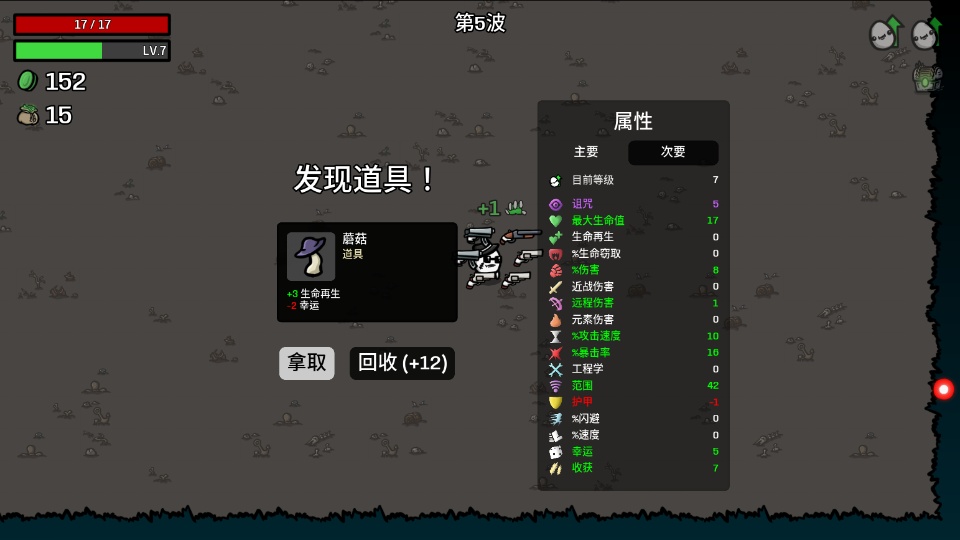 17 / 17
LV.7
152
15
第5波
发现道具！
+1
蘑菇
道具
+3 生命再生
-2 幸运
拿取
回收 (+12)
属性
主要
次要
目前等级 7
诅咒 5
最大生命值 17
生命再生 0
%生命窃取 0
%伤害 8
近战伤害 0
远程伤害 1
元素伤害 0
%攻击速度 10
%暴击率 16
工程学 0
范围 42
护甲 -1
%闪避 0
%速度 0
幸运 5
收获 7